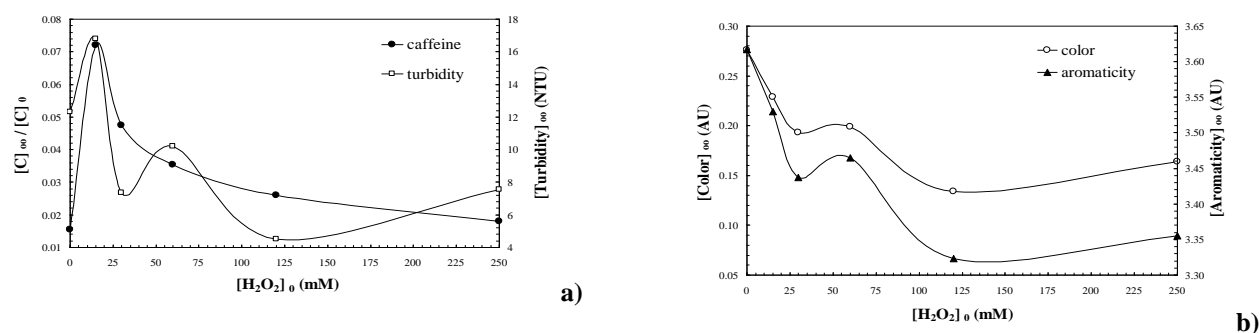 0.08
0.07
0.06
0.05
0.04
0.03
0.02
0.01
[C] ∞ / [C] 0
18
16
14
12
10
8
6
4
[Turbidity] ∞ (NTU)
caffeine
turbidity
0 25 50 75 100 125 150 175 200 225 250
[H₂O₂] 0 (mM)
a)
0.30
0.25
0.20
0.15
0.10
0.05
[Color] ∞ (AU)
3.65
3.60
3.55
3.50
3.45
3.40
3.35
3.30
[Aromaticity] ∞ (AU)
color
aromaticity
0 25 50 75 100 125 150 175 200 225 250
[H₂O₂] 0 (mM)
b)